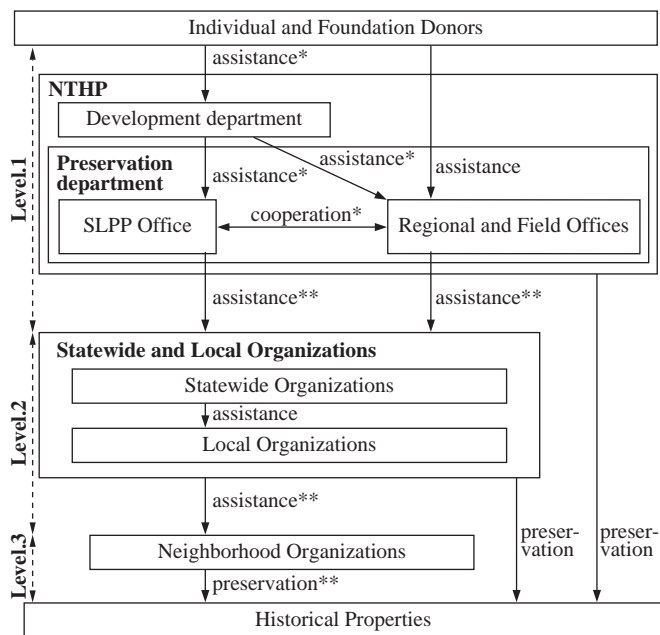 Individual and Foundation Donors
assistance*
NTHP
Development department
Preservation
department
assistance*
assistance*
assistance
SLPP Office
cooperation*
Regional and Field Offices
assistance**
assistance**
Level.1
Statewide and Local Organizations
Statewide Organizations
assistance
Local Organizations
Level.2
assistance**
preser-
vation
preser-
vation
Neighborhood Organizations
Level.3
preservation**
Historical Properties